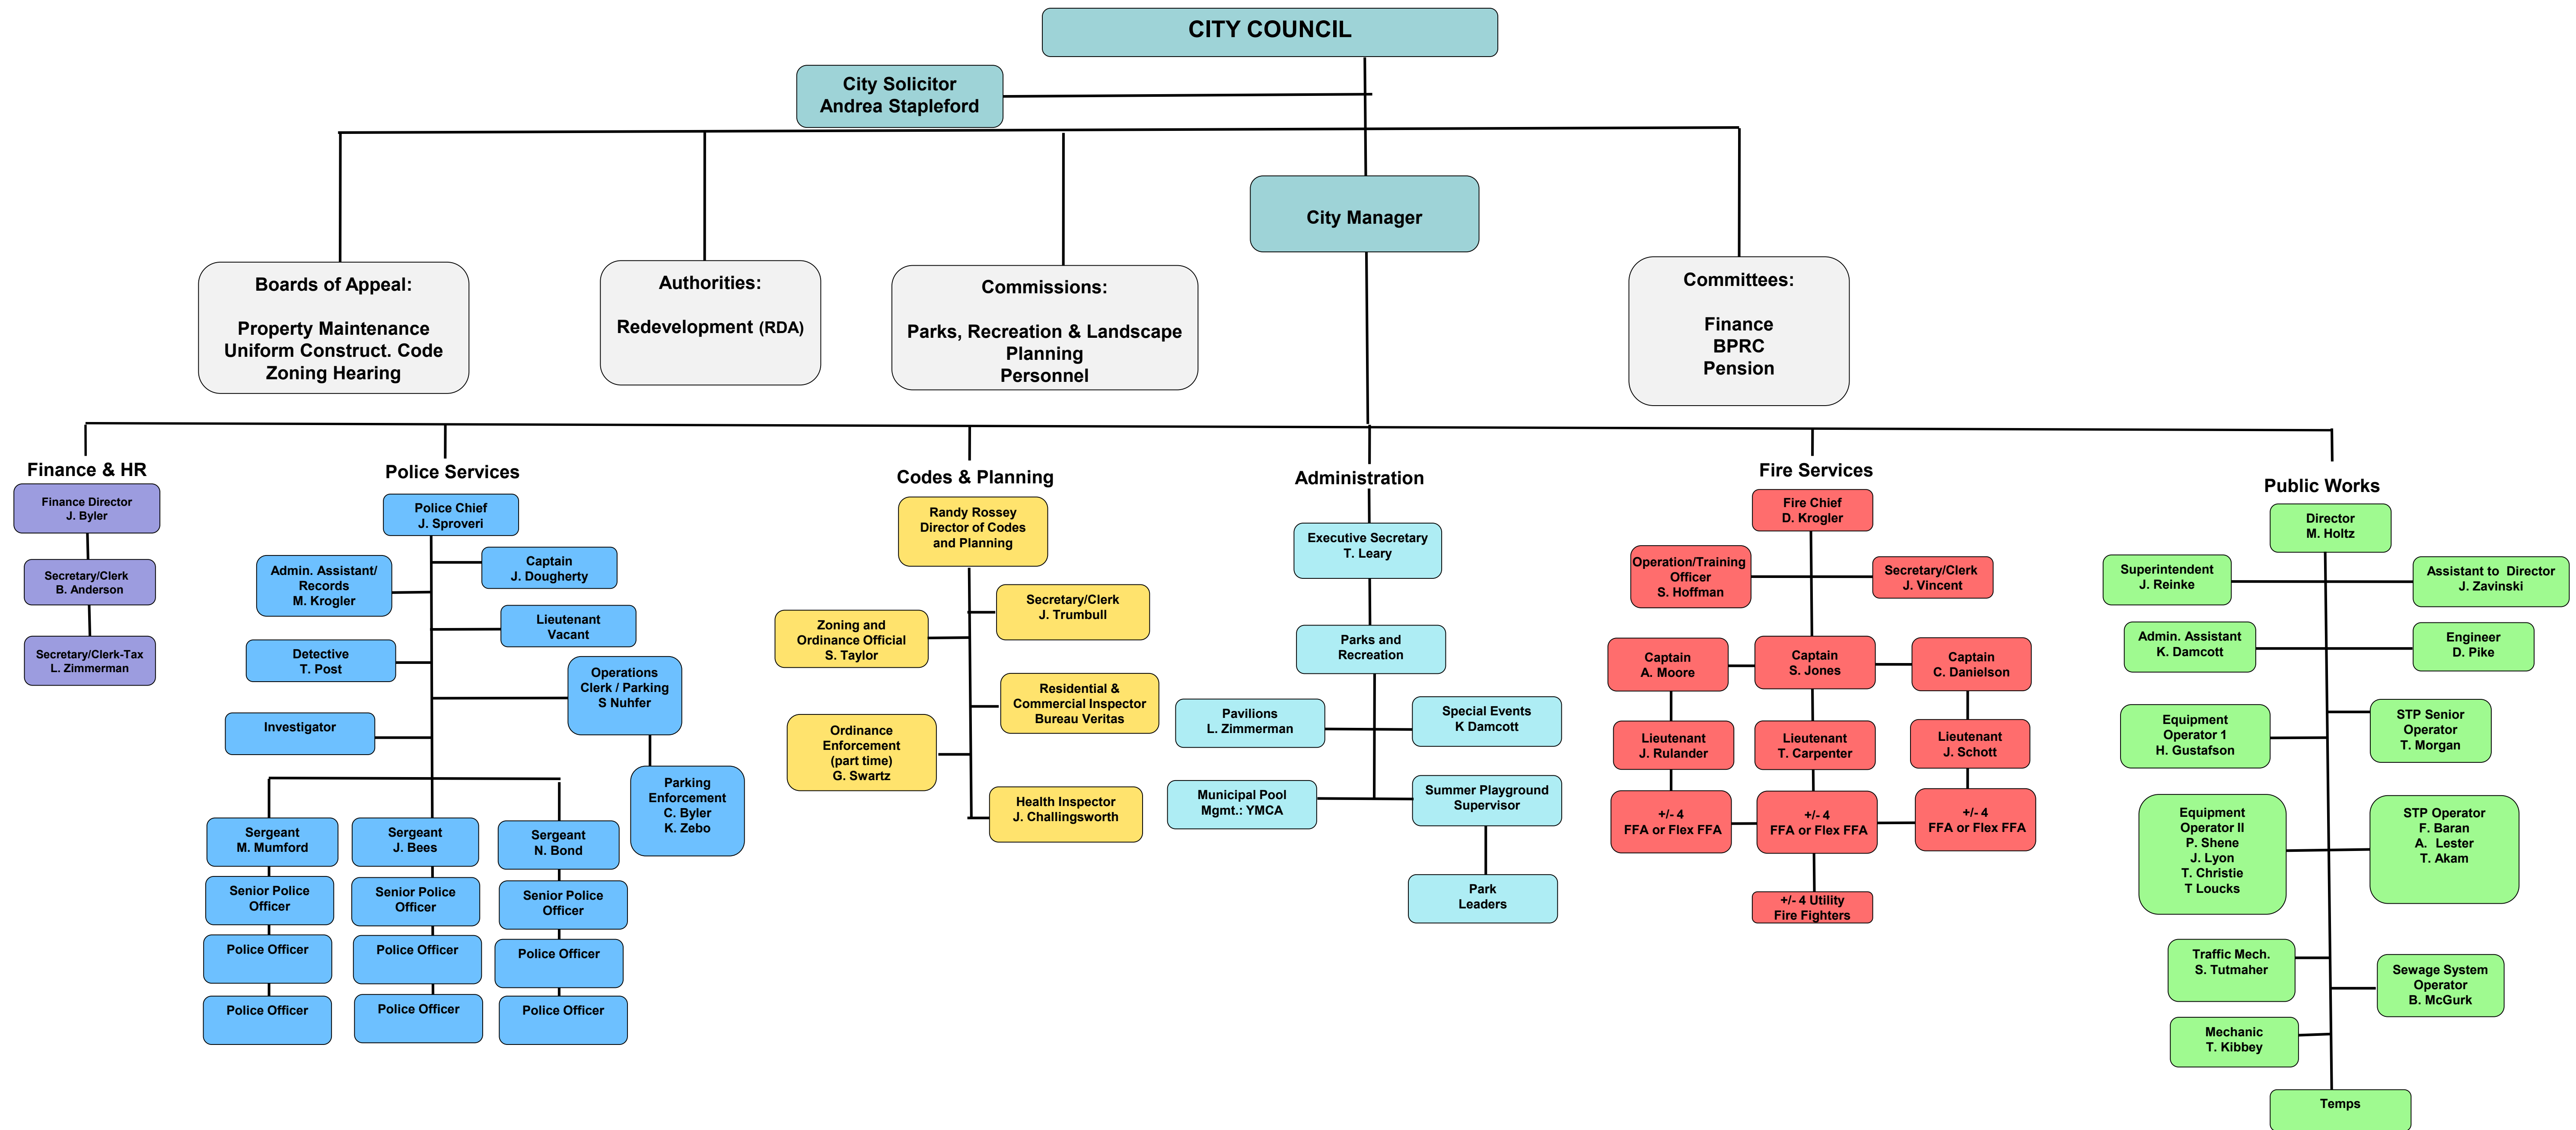 CITY COUNCIL
City Solicitor
Andrea Stapleford
City Manager
Boards of Appeal:
Property Maintenance
Uniform Construct. Code
Zoning Hearing
Authorities:
Redevelopment (RDA)
Commissions:
Parks, Recreation & Landscape
Planning
Personnel
Committees:
Finance
BPRC
Pension
Finance & HR
Finance Director
J. Byler
Secretary/Clerk
B. Anderson
Secretary/Clerk-Tax
L. Zimmerman
Police Services
Police Chief
J. Sproveri
Admin. Assistant/
Records
M. Krogler
Captain
J. Dougherty
Lieutenant
Vacant
Detective
T. Post
Operations
Clerk / Parking
S Nuhfer
Investigator
Parking
Enforcement
C. Byler
K. Zebo
Sergeant
M. Mumford
Senior Police
Officer
Police Officer
Police Officer
Sergeant
J. Bees
Senior Police
Officer
Police Officer
Police Officer
Sergeant
N. Bond
Senior Police
Officer
Police Officer
Police Officer
Codes & Planning
Randy Rossey
Director of Codes
and Planning
Secretary/Clerk
J. Trumbull
Zoning and
Ordinance Official
S. Taylor
Residential &
Commercial Inspector
Bureau Veritas
Ordinance
Enforcement
(part time)
G. Swartz
Health Inspector
J. Challingsworth
Administration
Executive Secretary
T. Leary
Parks and
Recreation
Pavilions
L. Zimmerman
Special Events
K Damcott
Municipal Pool
Mgmt.: YMCA
Summer Playground
Supervisor
Park
Leaders
Fire Services
Fire Chief
D. Krogler
Operation/Training
Officer
S. Hoffman
Secretary/Clerk
J. Vincent
Captain
A. Moore
Captain
S. Jones
Captain
C. Danielson
Lieutenant
J. Rulander
Lieutenant
T. Carpenter
Lieutenant
J. Schott
+/- 4
FFA or Flex FFA
+/- 4
FFA or Flex FFA
+/- 4
FFA or Flex FFA
+/- 4 Utility
Fire Fighters
Public Works
Director
M. Holtz
Superintendent
J. Reinke
Assistant to Director
J. Zavinski
Admin. Assistant
K. Damcott
Engineer
D. Pike
Equipment
Operator 1
H. Gustafson
STP Senior
Operator
T. Morgan
Equipment
Operator II
P. Shene
J. Lyon
T. Christie
T Loucks
STP Operator
F. Baran
A. Lester
T. Akam
Traffic Mech.
S. Tutmaher
Sewage System
Operator
B. McGurk
Mechanic
T. Kibbey
Temps